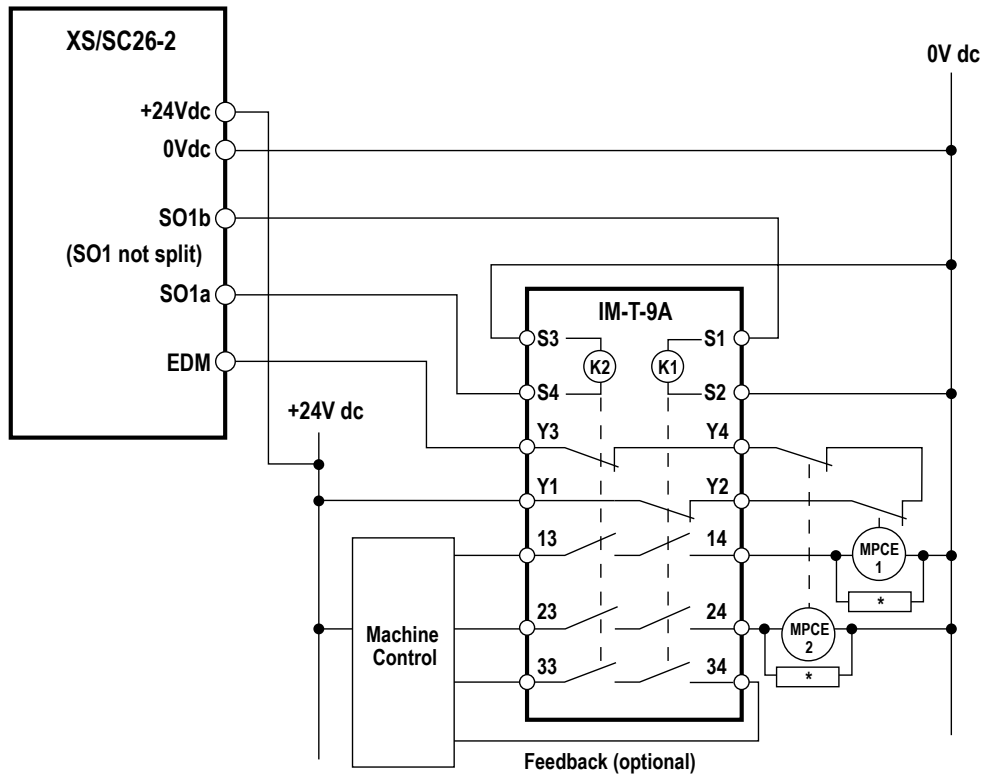 XS/SC26-2
0V dc
+24Vdc
0Vdc
SO1b
(SO1 not split)
SO1a
EDM
+24V dc
IM-T-9A
S3
S1
K2
K1
S4
S2
Y3
Y4
Y1
Y2
13
14
MPCE
1
*
23
24
MPCE
2
*
33
34
Machine
Control
Feedback (optional)